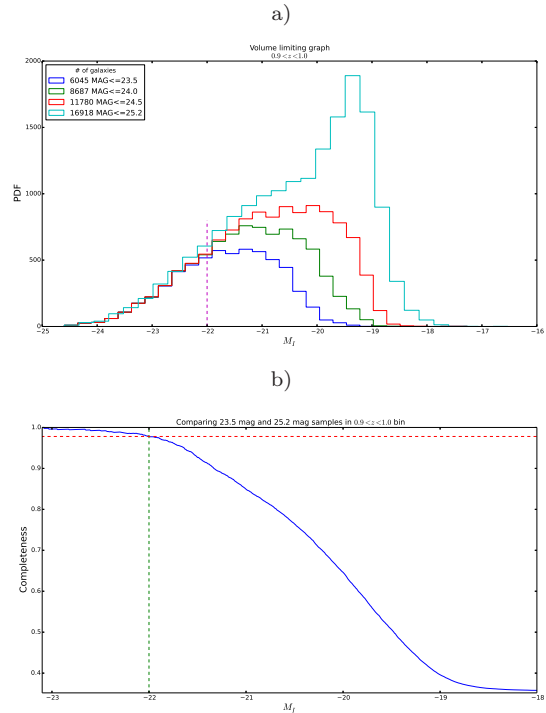 a)
Volume limiting graph
0.9 < z < 1.0
# of galaxies
6045 MAG<=23.5
8687 MAG<=24.0
11780 MAG<=24.5
16918 MAG<=25.2
PDF
2000
1500
1000
500
0
−25 −24 −23 −22 −21 −20 −19 −18 −17 −16
M_I
b)
Comparing 23.5 mag and 25.2 mag samples in 0.9 < z < 1.0 bin
Completeness
1.0
0.9
0.8
0.7
0.6
0.5
0.4
−23 −22 −21 −20 −19 −18
M_I